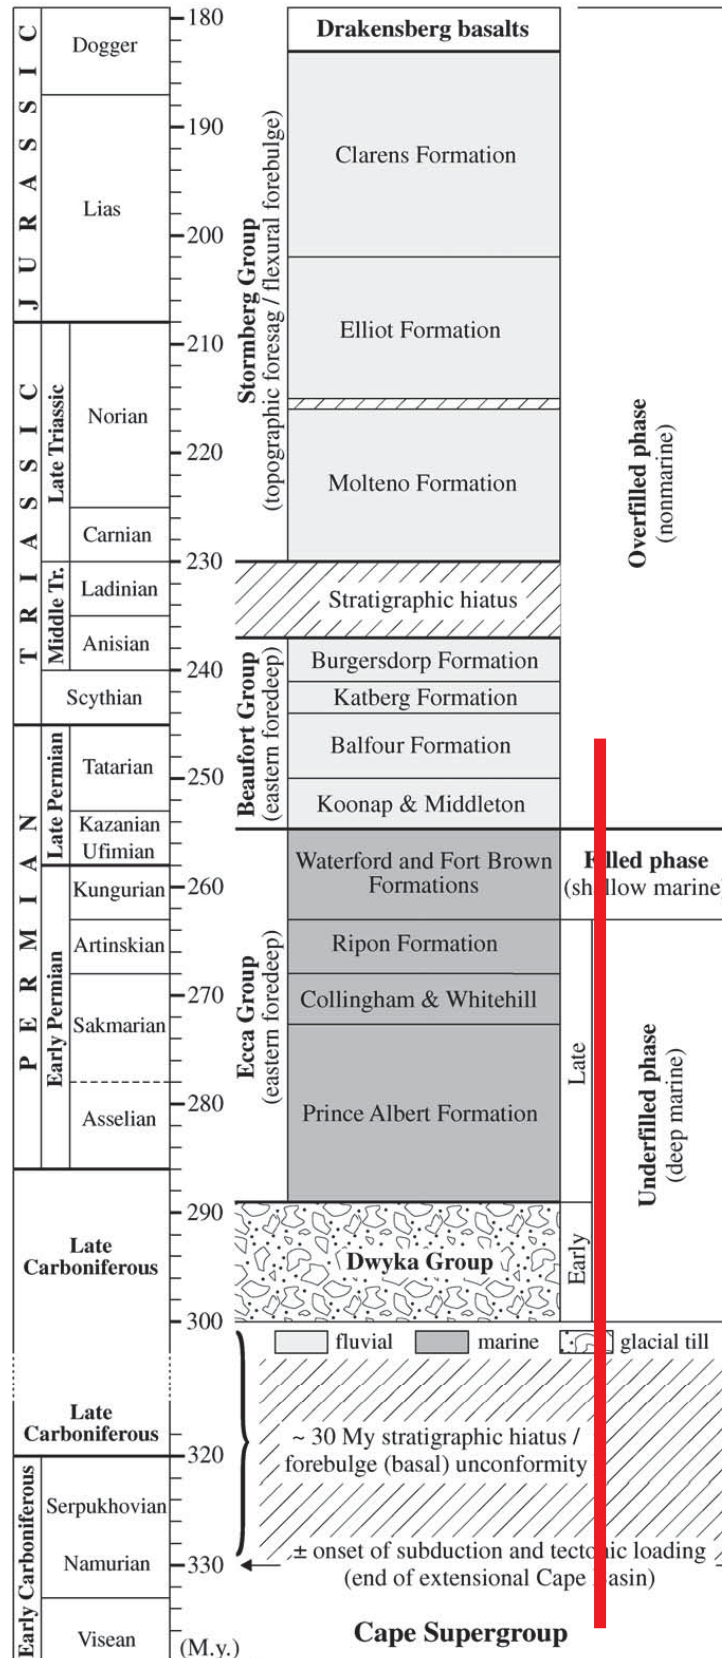 JURASSIC
Dogger
Lias
TRIASSIC
Late Triassic
Norian
Carnian
Middle Tr.
Ladinian
Anisian
Scythian
PERMIAN
Late Permian
Tatarian
Kazanian
Ufimian
Early Permian
Kungurian
Artinskian
Sakmarian
Asselian
Late
Carboniferous
Late
Carboniferous
Early Carboniferous
Serpukhovian
Namurian
Visean
180
190
200
210
220
230
240
250
260
270
280
290
300
320
330
(M.y.)
Stormberg Group
(topographic foresag / flexural forebulge)
Beaufort Group
(eastern foredeep)
Ecca Group
(eastern foredeep)
Drakensberg basalts
Clarens Formation
Elliot Formation
Molteno Formation
Stratigraphic hiatus
Burgersdorp Formation
Katberg Formation
Balfour Formation
Koonap & Middleton
Waterford and Fort Brown
Formations
Ripon Formation
Collingham & Whitehill
Prince Albert Formation
Dwyka Group
Overfilled phase
(nonmarine)
Filled phase
(shallow marine)
Late
Early
Underfilled phase
(deep marine)
fluvial marine glacial till
~ 30 My stratigraphic hiatus /
forebulge (basal) unconformity
± onset of subduction and tectonic loading
(end of extensional Cape Basin)
Cape Supergroup